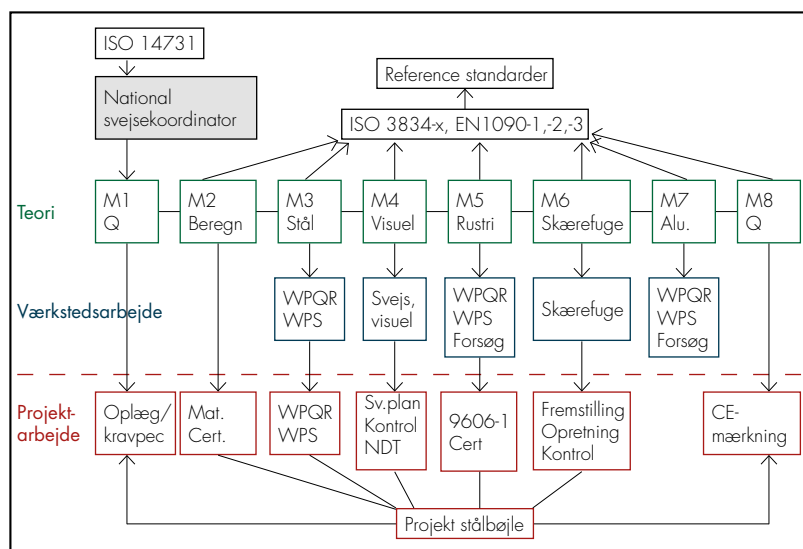 ISO 14731
National
svejsekoordinator
Reference standarder
ISO 3834-x, EN1090-1,-2,-3
Teori
M1
Q
M2
Beregn
M3
Stål
M4
Visuel
M5
Rustri
M6
Skærefuge
M7
Alu.
M8
Q
Værkstedsarbejde
WPQR
WPS
Svejs,
visuel
WPQR
WPS
Forsøg
Skærefuge
WPQR
WPS
Forsøg
Projekt-
arbejde
Oplæg/
kravpec
Mat.
Cert.
WPQR
WPS
Sv.plan
Kontrol
NDT
9606-1
Cert
Fremstilling
Opretning
Kontrol
CE-
mærkning
Projekt stålbøjle